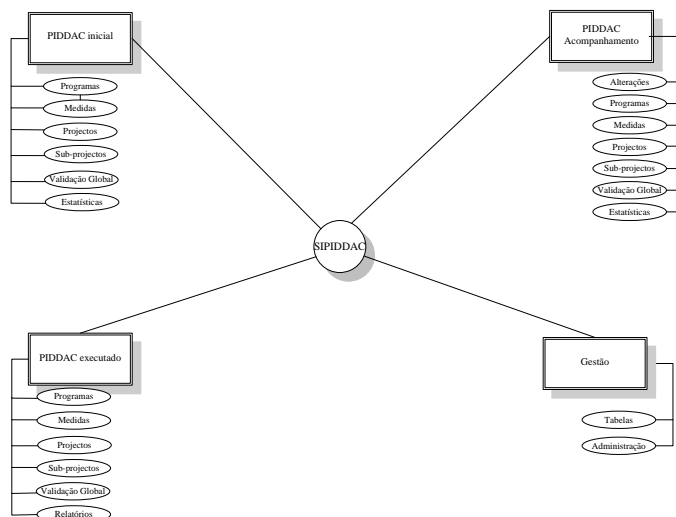 PIDDAC inicial
Programas
Medidas
Projectos
Sub-projectos
Validação Global
Estatísticas
PIDDAC
Acompanhamento
Alterações
Programas
Medidas
Projectos
Sub-projectos
Validação Global
Estatísticas
SIPIDDAC
PIDDAC executado
Programas
Medidas
Projectos
Sub-projectos
Validação Global
Relatórios
Gestão
Tabelas
Administração